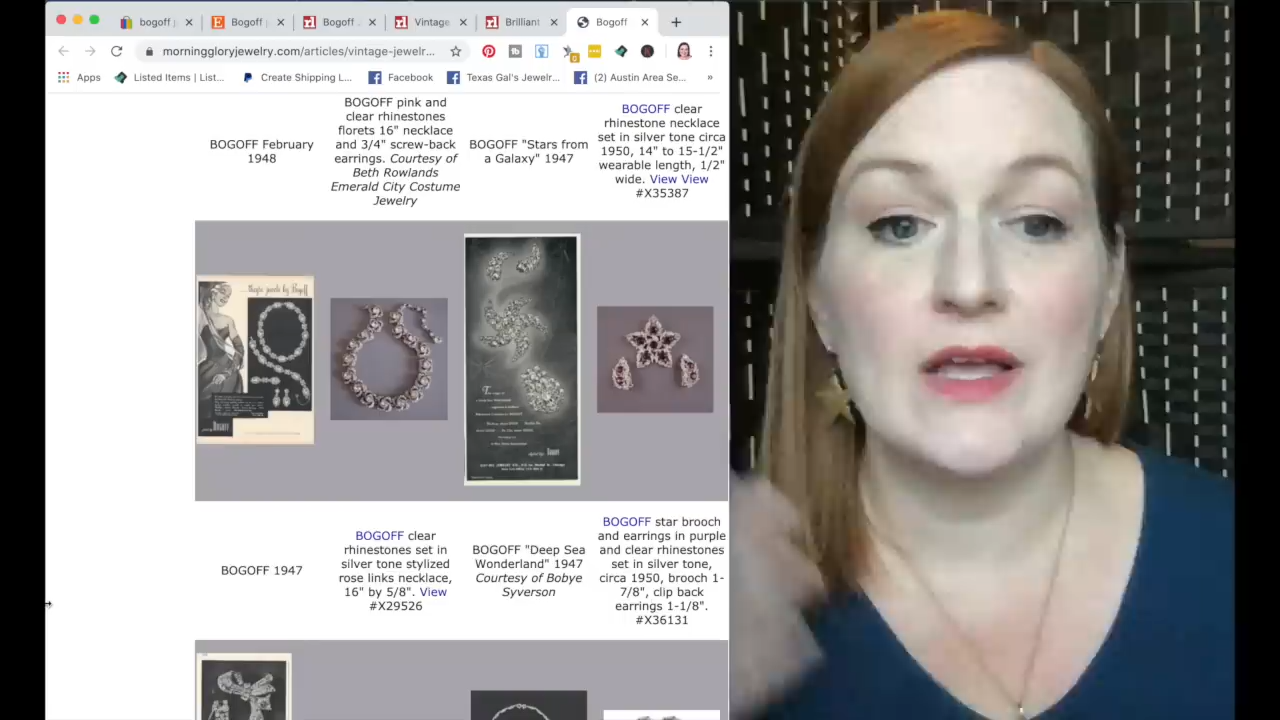 bogoff
Bogoff
Bogoff
Vintage
Brilliant
Bogoff
morninggloryjewelry.com/articles/vintage-jewelr...
Apps
Listed Items | List...
Create Shipping L...
Facebook
Texas Gal's Jewelr...
(2) Austin Area Se...
»
BOGOFF February
1948
BOGOFF pink and
clear rhinestones
florets 16" necklace
and 3/4" screw-back
earrings. Courtesy of
Beth Rowlands
Emerald City Costume
Jewelry
BOGOFF "Stars from
a Galaxy" 1947
BOGOFF clear
rhinestone necklace
set in silver tone circa
1950, 14" to 15-1/2"
wearable length, 1/2"
wide. View View
#X35387
jewels by Bogoff
BOGOFF
BOGOFF 1947
BOGOFF clear
rhinestones set in
silver tone stylized
rose links necklace,
16" by 5/8". View
#X29526
BOGOFF "Deep Sea
Wonderland" 1947
Courtesy of Bobye
Syverson
BOGOFF star brooch
and earrings in purple
and clear rhinestones
set in silver tone,
circa 1950, brooch 1-
7/8", clip back
earrings 1-1/8".
#X36131